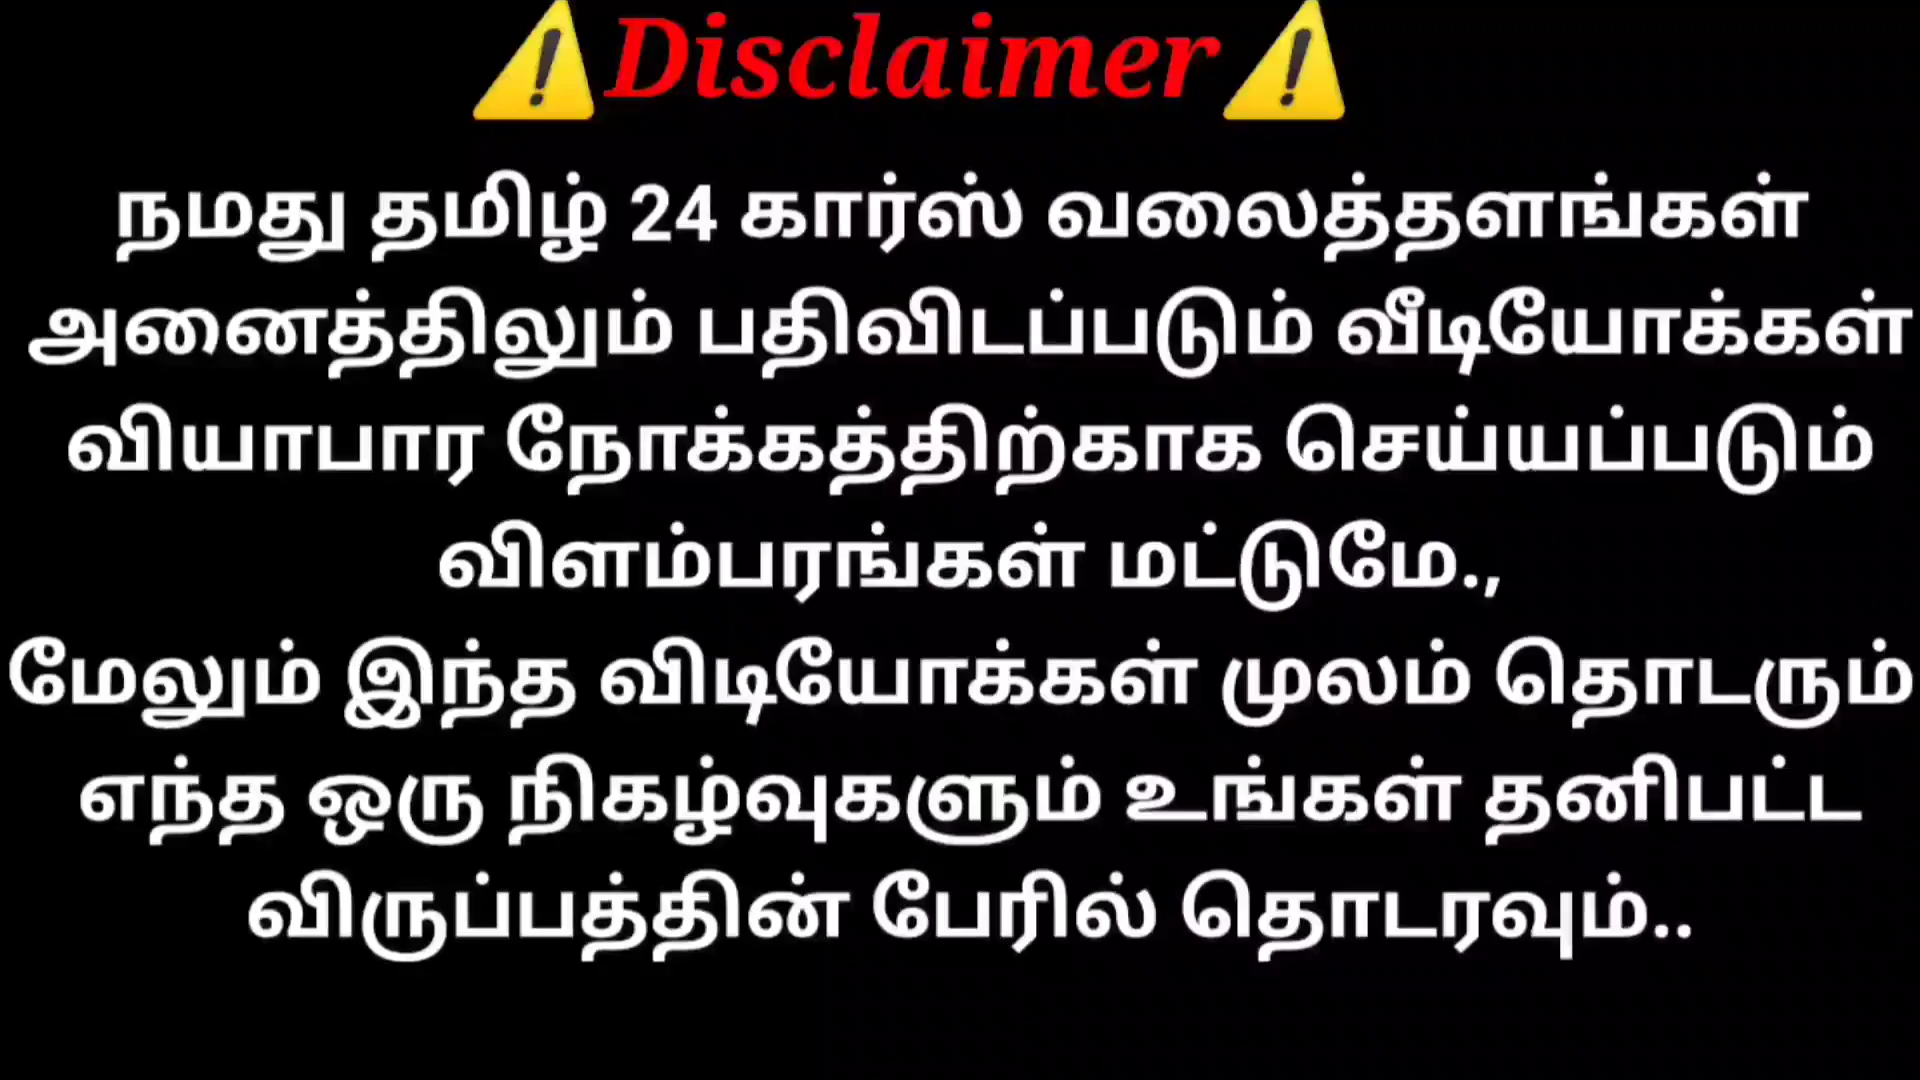 ⚠️Disclaimer⚠️
நமது தமிழ் 24 கார்ஸ் வலைத்தளங்கள்
அனைத்திலும் பதிவிடப்படும் வீடியோக்கள்
வியாபார நோக்கத்திற்காக செய்யப்படும்
விளம்பரங்கள் மட்டுமே.,
மேலும் இந்த விடியோக்கள் முலம் தொடரும்
எந்த ஒரு நிகழ்வுகளும் உங்கள் தனிபட்ட
விருப்பத்தின் பேரில் தொடரவும்..